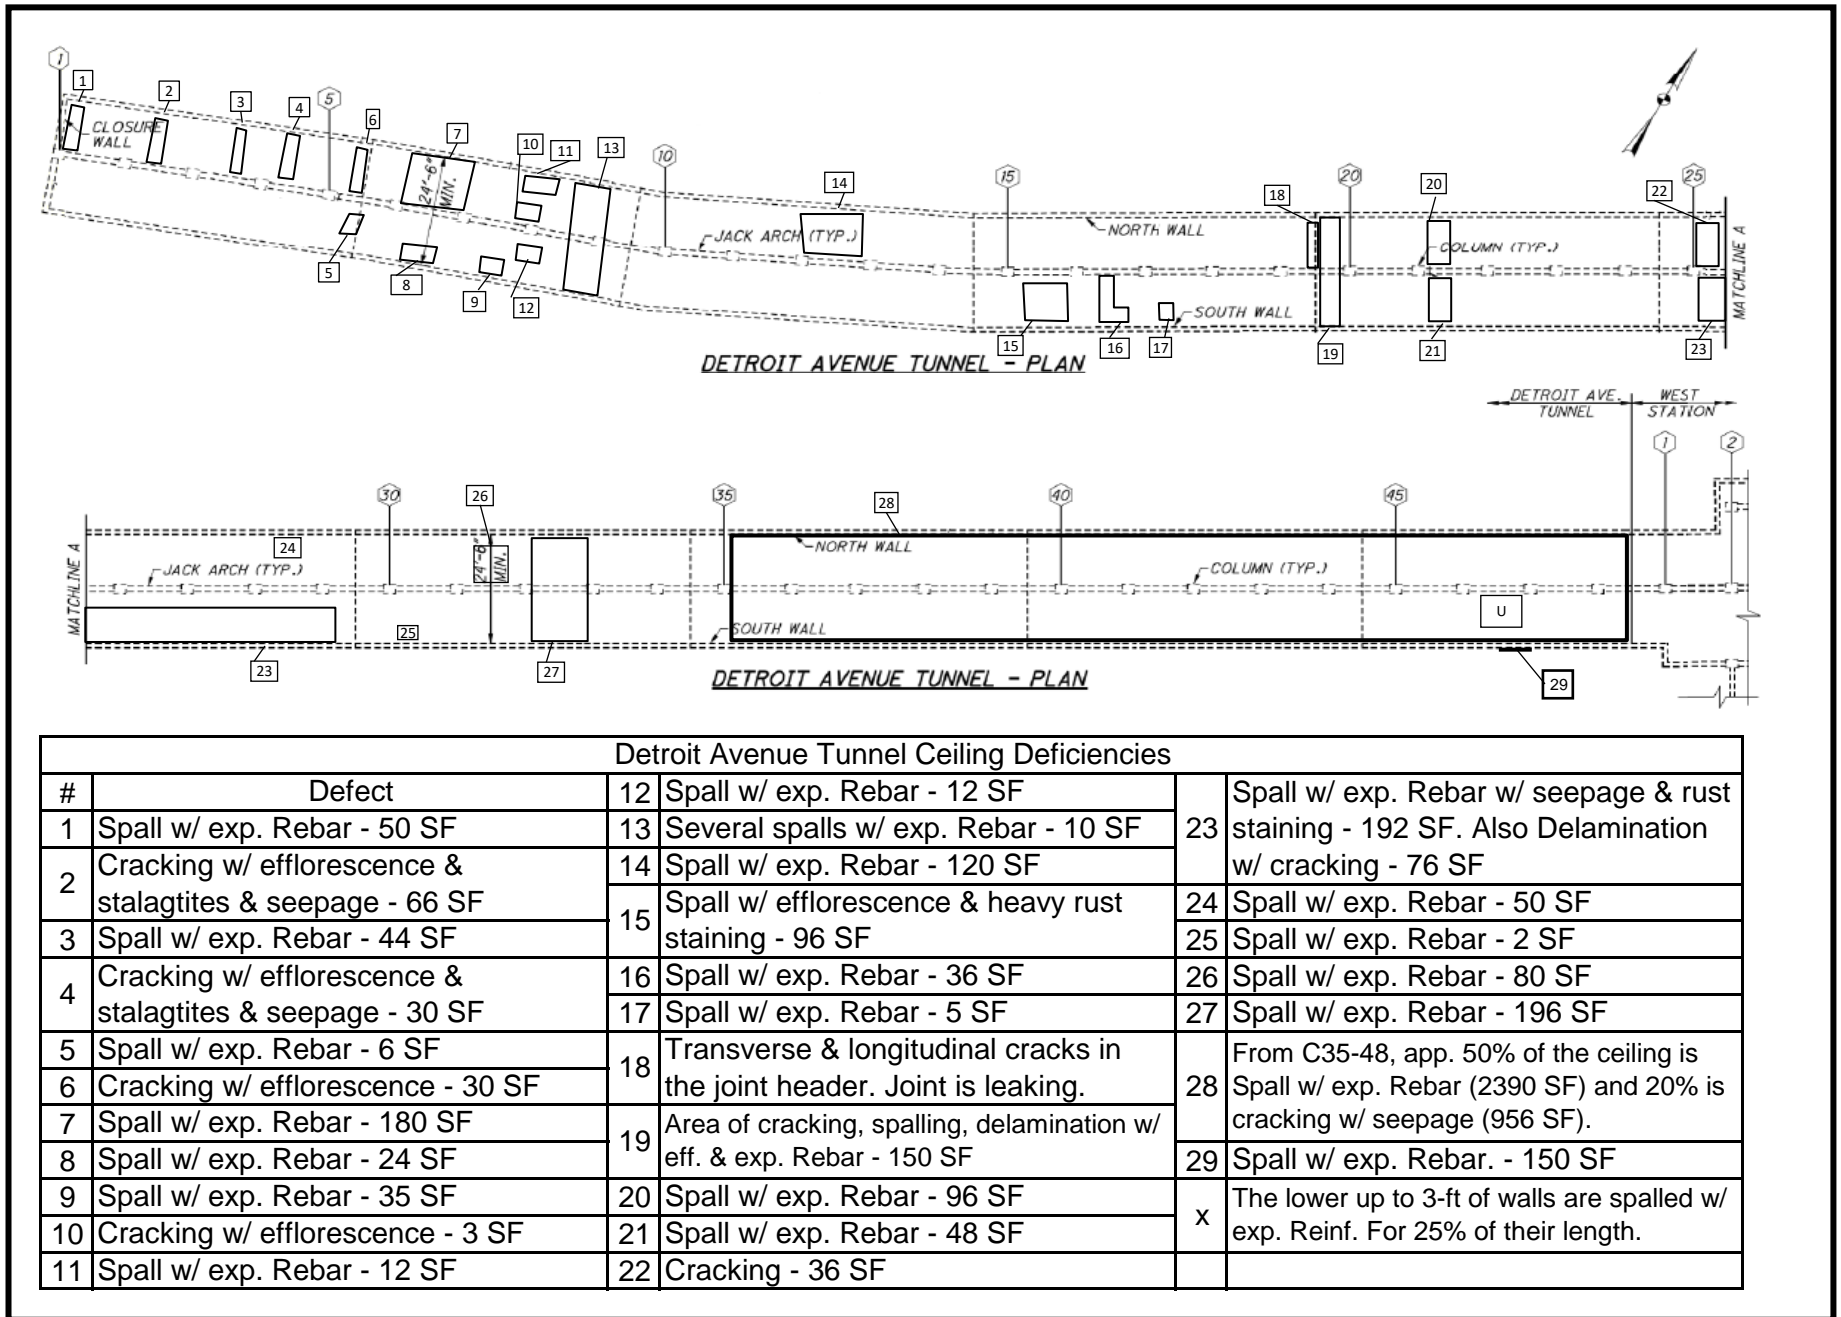 1
1
2
3
4
5
6
7
10
11
13
10
14
15
18
20
20
22
25
CLOSURE
WALL
24'-6"
MIN.
JACK ARCH (TYP.)
NORTH WALL
COLUMN (TYP.)
MATCHLINE A
5
8
9
12
SOUTH WALL
15
16
17
19
21
23
DETROIT AVENUE TUNNEL - PLAN
DETROIT AVE.
TUNNEL
WEST
STATION
1
2
30
26
35
28
40
45
24
24'-6"
MIN.
NORTH WALL
MATCHLINE A
JACK ARCH (TYP.)
COLUMN (TYP.)
U
25
SOUTH WALL
23
27
29
DETROIT AVENUE TUNNEL - PLAN
Detroit Avenue Tunnel Ceiling Deficiencies
# Defect
1 Spall w/ exp. Rebar - 50 SF
2 Cracking w/ efflorescence &
stalagtites & seepage - 66 SF
3 Spall w/ exp. Rebar - 44 SF
4 Cracking w/ efflorescence &
stalagtites & seepage - 30 SF
5 Spall w/ exp. Rebar - 6 SF
6 Cracking w/ efflorescence - 30 SF
7 Spall w/ exp. Rebar - 180 SF
8 Spall w/ exp. Rebar - 24 SF
9 Spall w/ exp. Rebar - 35 SF
10 Cracking w/ efflorescence - 3 SF
11 Spall w/ exp. Rebar - 12 SF
12 Spall w/ exp. Rebar - 12 SF
13 Several spalls w/ exp. Rebar - 10 SF
14 Spall w/ exp. Rebar - 120 SF
15 Spall w/ efflorescence & heavy rust
staining - 96 SF
16 Spall w/ exp. Rebar - 36 SF
17 Spall w/ exp. Rebar - 5 SF
18 Transverse & longitudinal cracks in
the joint header. Joint is leaking.
19 Area of cracking, spalling, delamination w/
eff. & exp. Rebar - 150 SF
20 Spall w/ exp. Rebar - 96 SF
21 Spall w/ exp. Rebar - 48 SF
22 Cracking - 36 SF
23 Spall w/ exp. Rebar w/ seepage & rust
staining - 192 SF. Also Delamination
w/ cracking - 76 SF
24 Spall w/ exp. Rebar - 50 SF
25 Spall w/ exp. Rebar - 2 SF
26 Spall w/ exp. Rebar - 80 SF
27 Spall w/ exp. Rebar - 196 SF
28 From C35-48, app. 50% of the ceiling is
Spall w/ exp. Rebar (2390 SF) and 20% is
cracking w/ seepage (956 SF).
29 Spall w/ exp. Rebar. - 150 SF
x The lower up to 3-ft of walls are spalled w/
exp. Reinf. For 25% of their length.